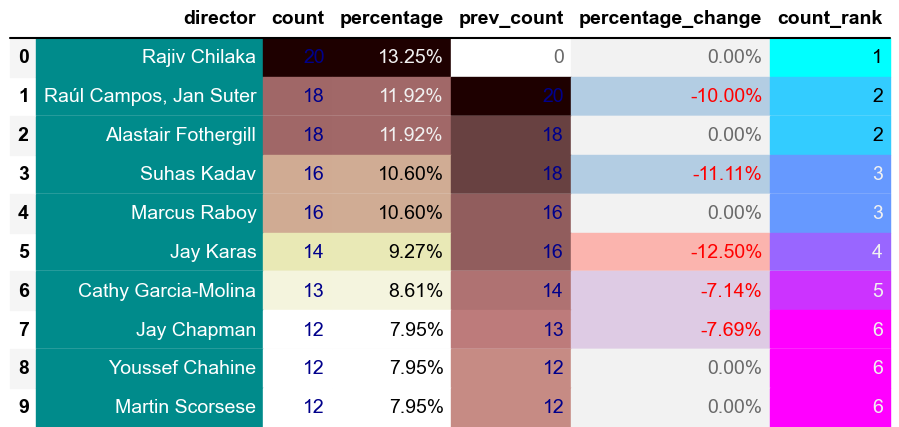 director count percentage prev_count percentage_change count_rank
0 Rajiv Chilaka 20 13.25% 0 0.00% 1
1 Raúl Campos, Jan Suter 18 11.92% 20 -10.00% 2
2 Alastair Fothergill 18 11.92% 18 0.00% 2
3 Suhas Kadav 16 10.60% 18 -11.11% 3
4 Marcus Raboy 16 10.60% 16 0.00% 3
5 Jay Karas 14 9.27% 16 -12.50% 4
6 Cathy Garcia-Molina 13 8.61% 14 -7.14% 5
7 Jay Chapman 12 7.95% 13 -7.69% 6
8 Youssef Chahine 12 7.95% 12 0.00% 6
9 Martin Scorsese 12 7.95% 12 0.00% 6